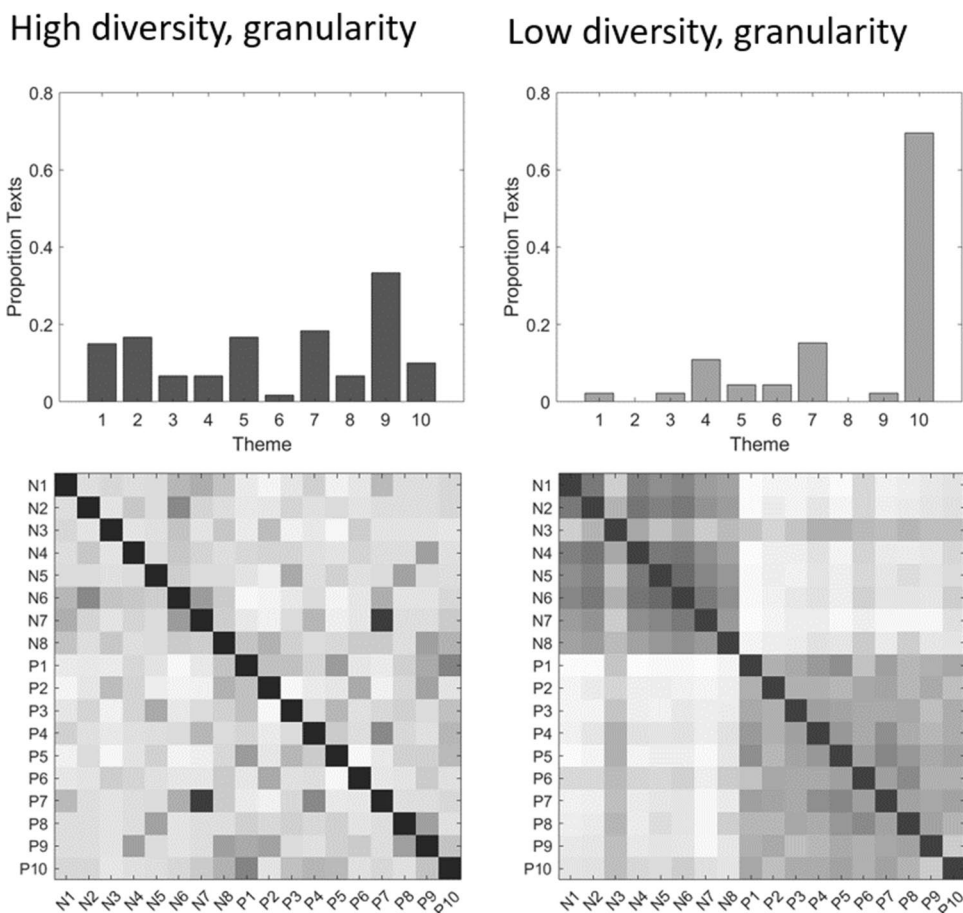 High diversity, granularity
Low diversity, granularity
0.8
0.6
0.4
0.2
0
Proportion Texts
1 2 3 4 5 6 7 8 9 10
Theme
0.8
0.6
0.4
0.2
0
Proportion Texts
1 2 3 4 5 6 7 8 9 10
Theme
N1
N2
N3
N4
N5
N6
N7
N8
P1
P2
P3
P4
P5
P6
P7
P8
P9
P10
N1 N2 N3 N4 N5 N6 N7 N8 P1 P2 P3 P4 P5 P6 P7 P8 P9 P10
N1
N2
N3
N4
N5
N6
N7
N8
P1
P2
P3
P4
P5
P6
P7
P8
P9
P10
N1 N2 N3 N4 N5 N6 N7 N8 P1 P2 P3 P4 P5 P6 P7 P8 P9 P10